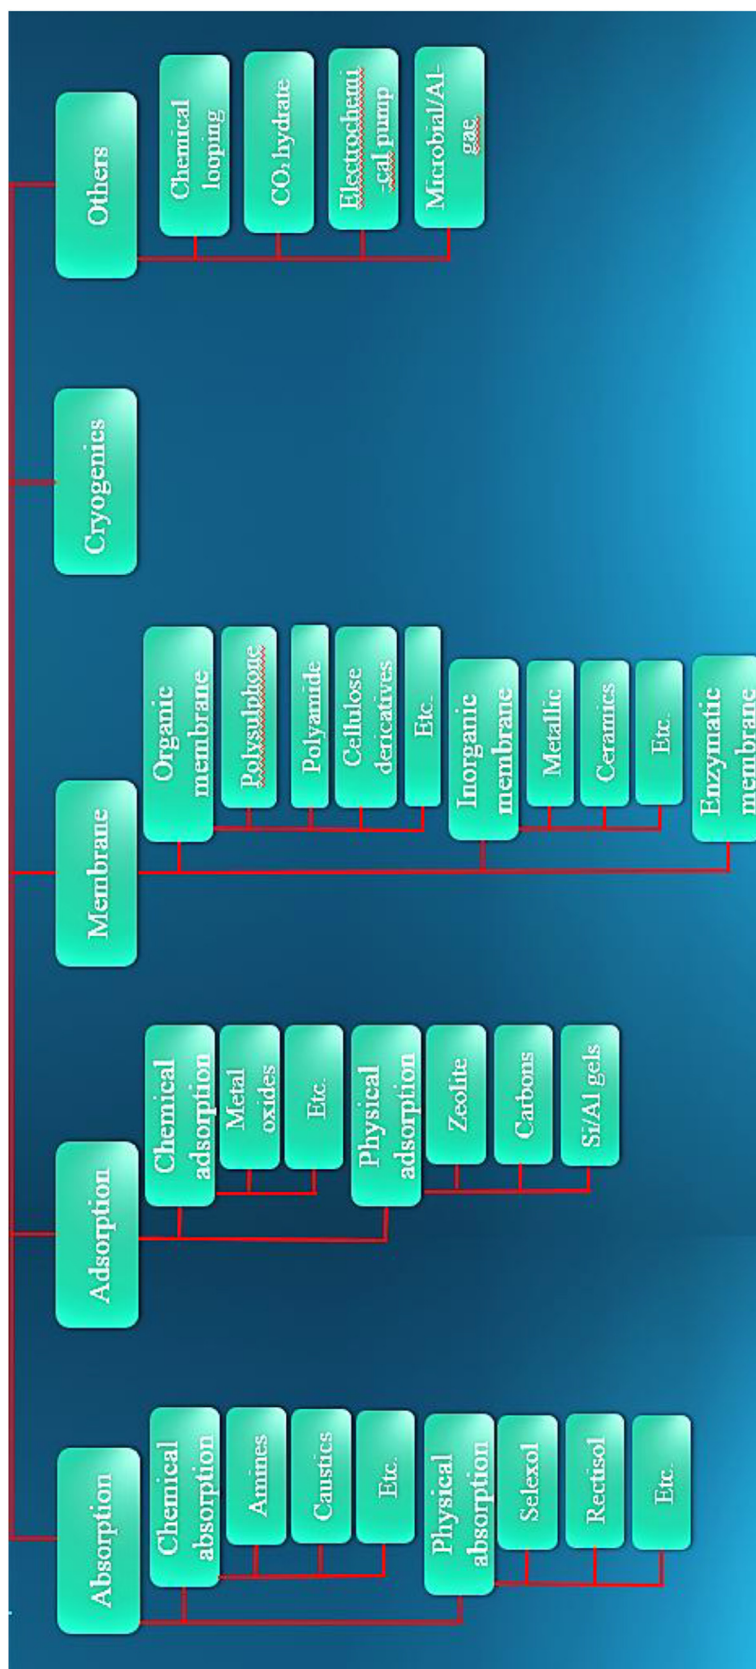 Absorption
Chemical
absorption
Amines
Caustics
Etc.
Physical
absorption
Selexol
Rectisol
Etc.
Adsorption
Chemical
adsorption
Metal
oxides
Etc.
Physical
adsorption
Zeolite
Carbons
Si/Al gels
Membrane
Organic
membrane
Polysulphone
Polyamide
Cellulose
dericatives
Etc.
Inorganic
membrane
Metallic
Ceramics
Etc.
Enzymatic
membrane
Cryogenics
Others
Chemical
looping
CO₂ hydrate
Electrochemi
-cal pump
Microbial/Al-
gae